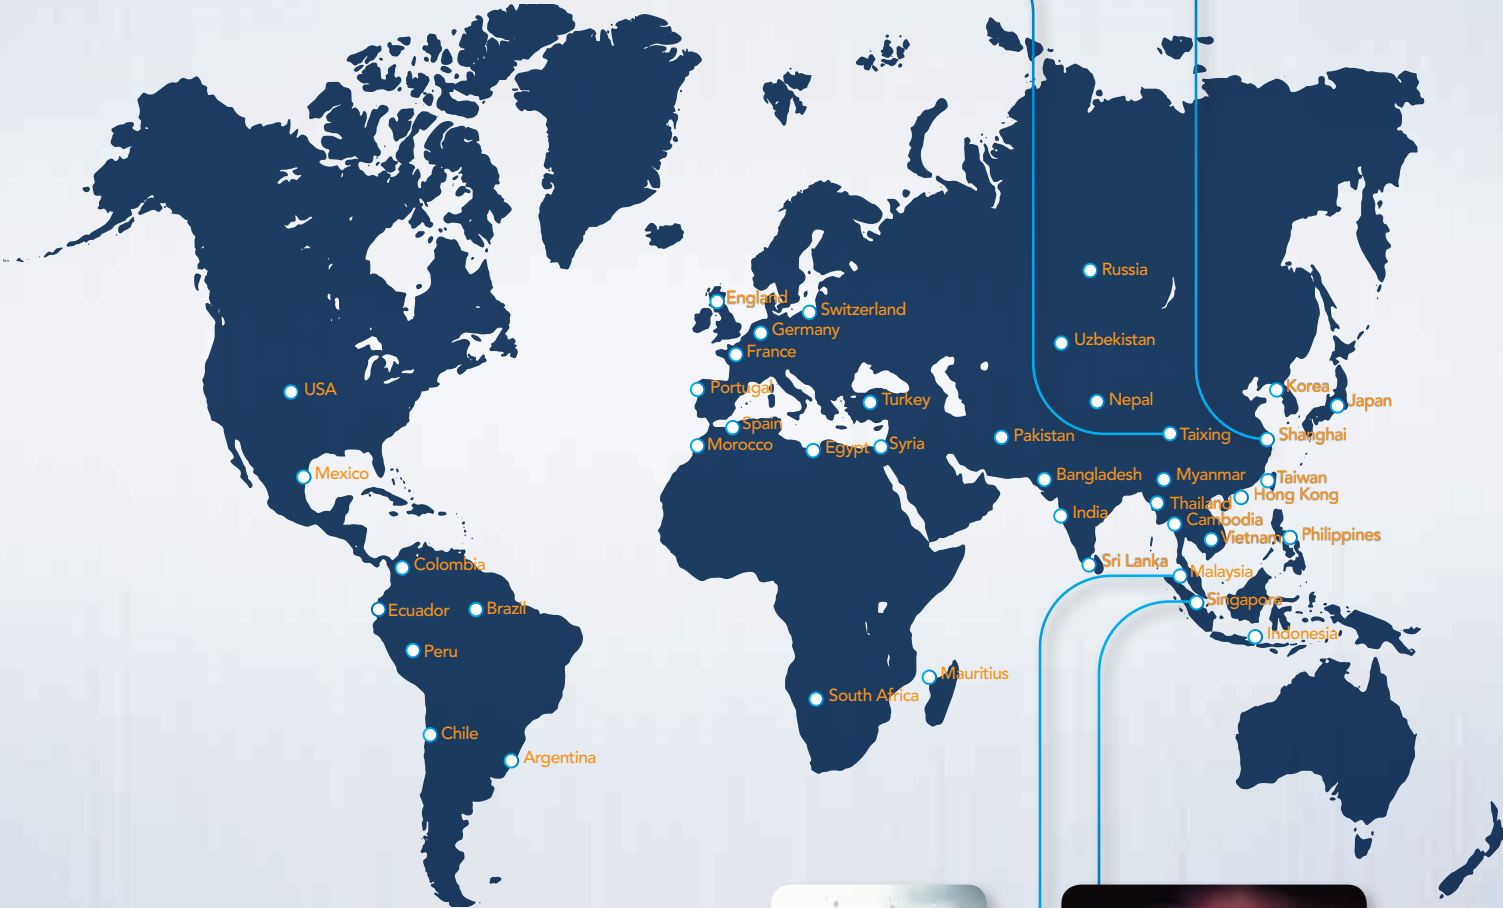 Russia
England
Switzerland
Germany
Uzbekistan
France
Portugal
USA
Korea
Turkey
Nepal
Japan
Spain
Morocco
Egypt
Syria
Pakistan
Taixing
Shanghai
Mexico
Bangladesh
Myanmar
Taiwan
Hong Kong
India
Thailand
Cambodia
Vietnam
Philippines
Colombia
Sri Lanka
Malaysia
Ecuador
Brazil
Singapore
Indonesia
Peru
Mauritius
South Africa
Chile
Argentina